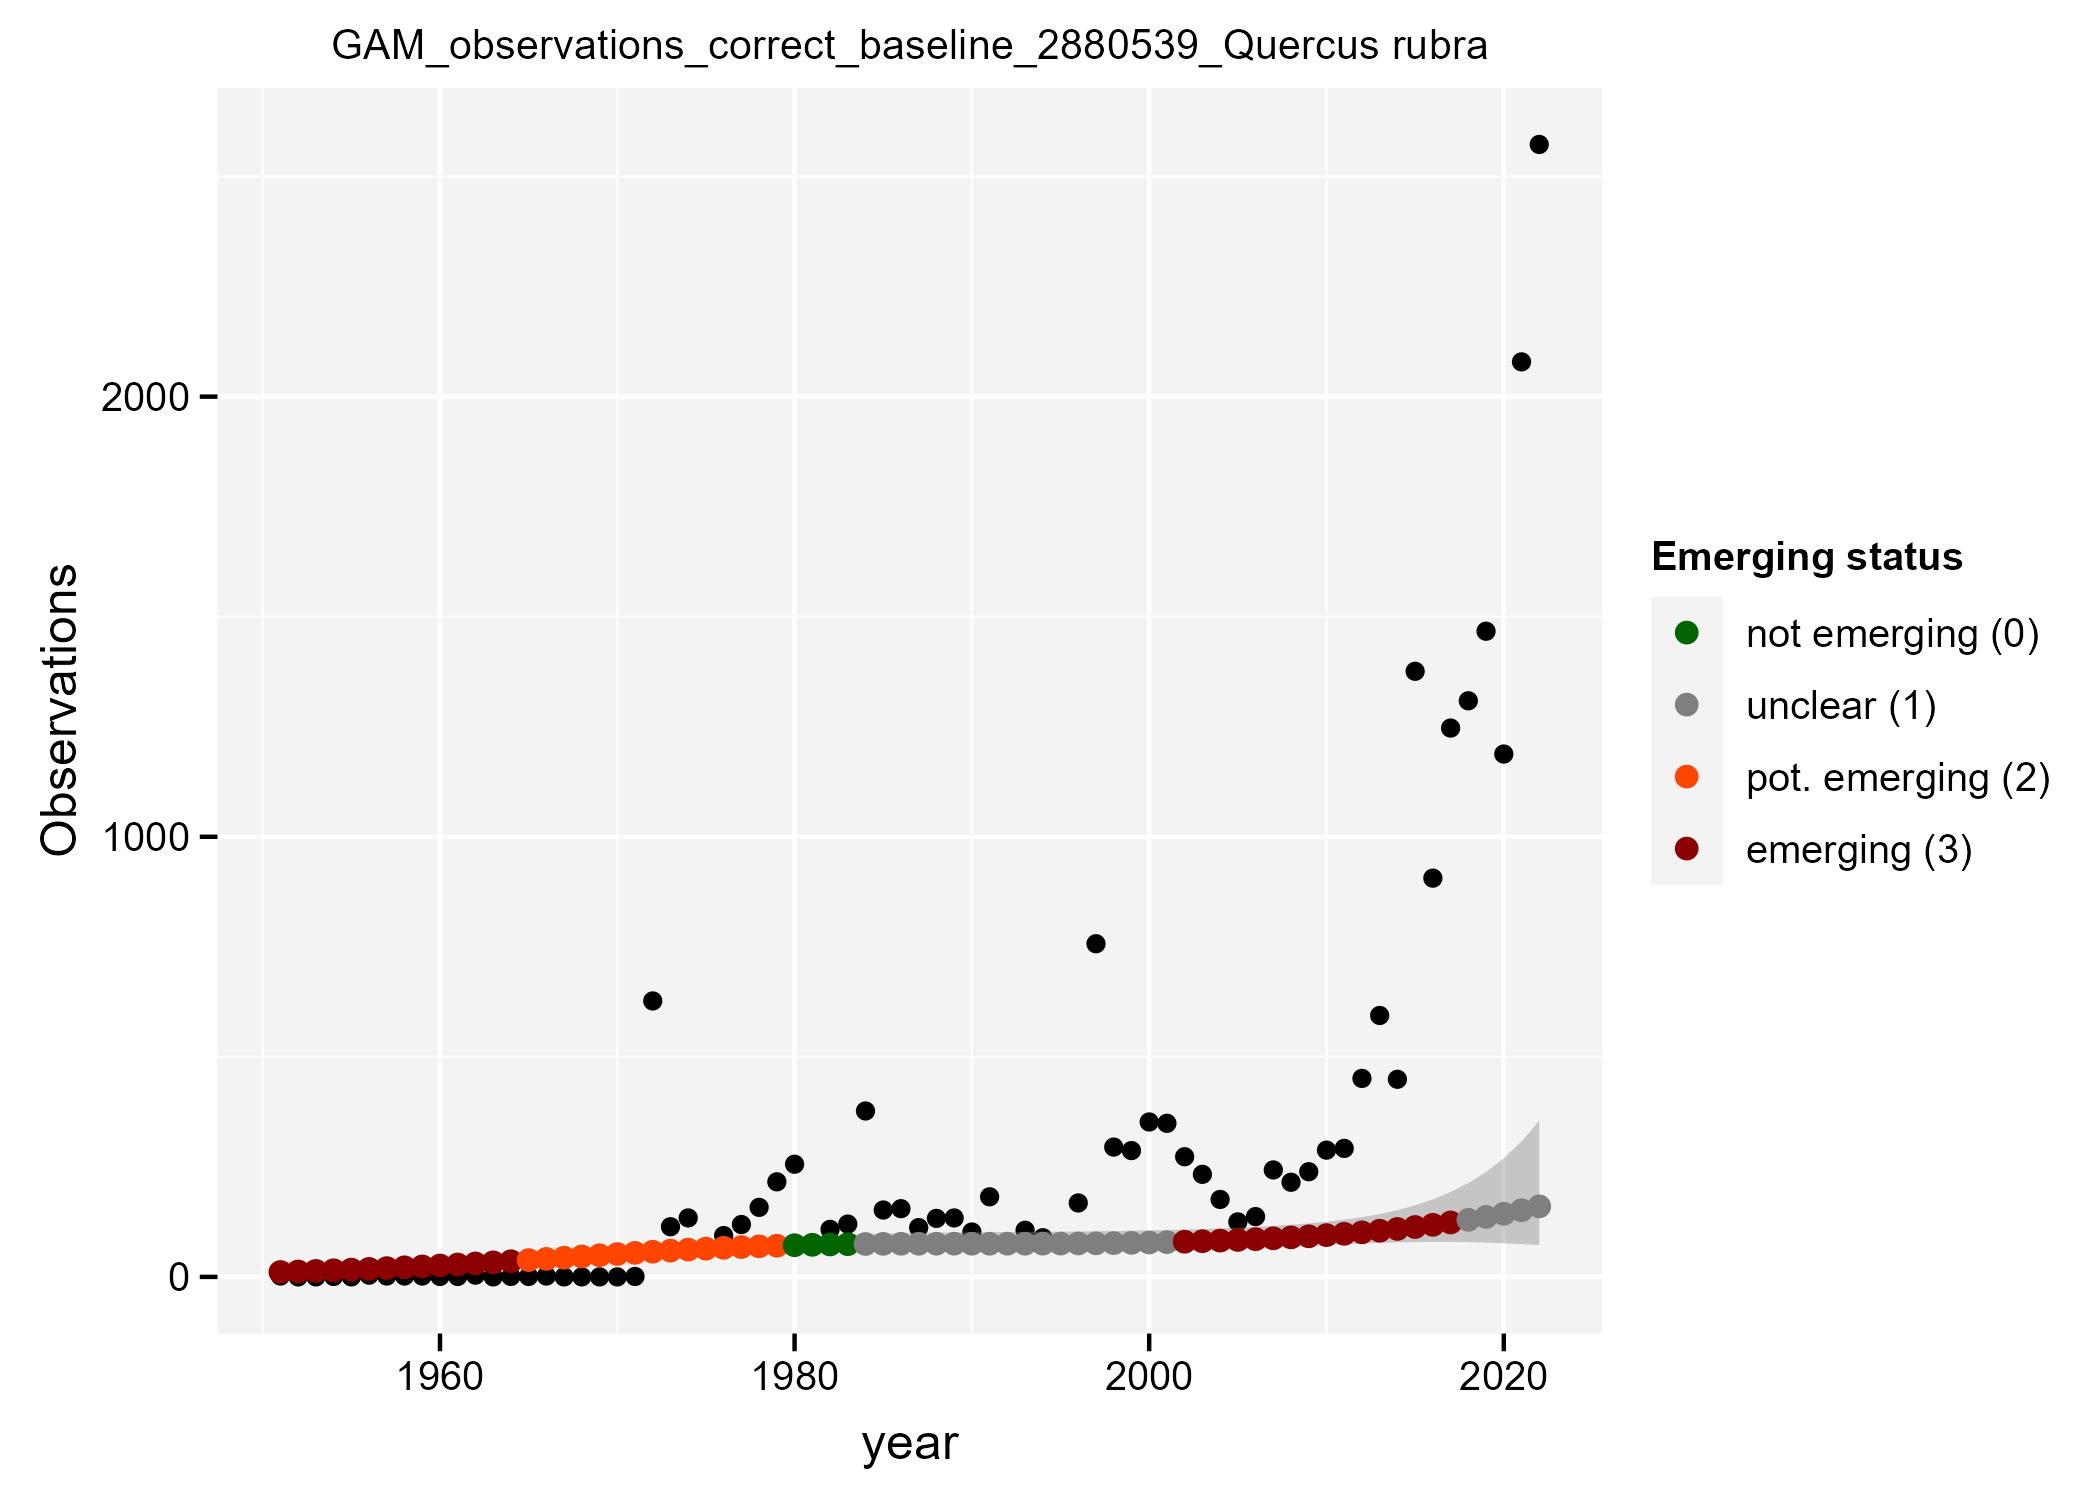 GAM_observations_correct_baseline_2880539_Quercus rubra
Observations
2000
1000
0
1960 1980 2000 2020
year
Emerging status
not emerging (0)
unclear (1)
pot. emerging (2)
emerging (3)